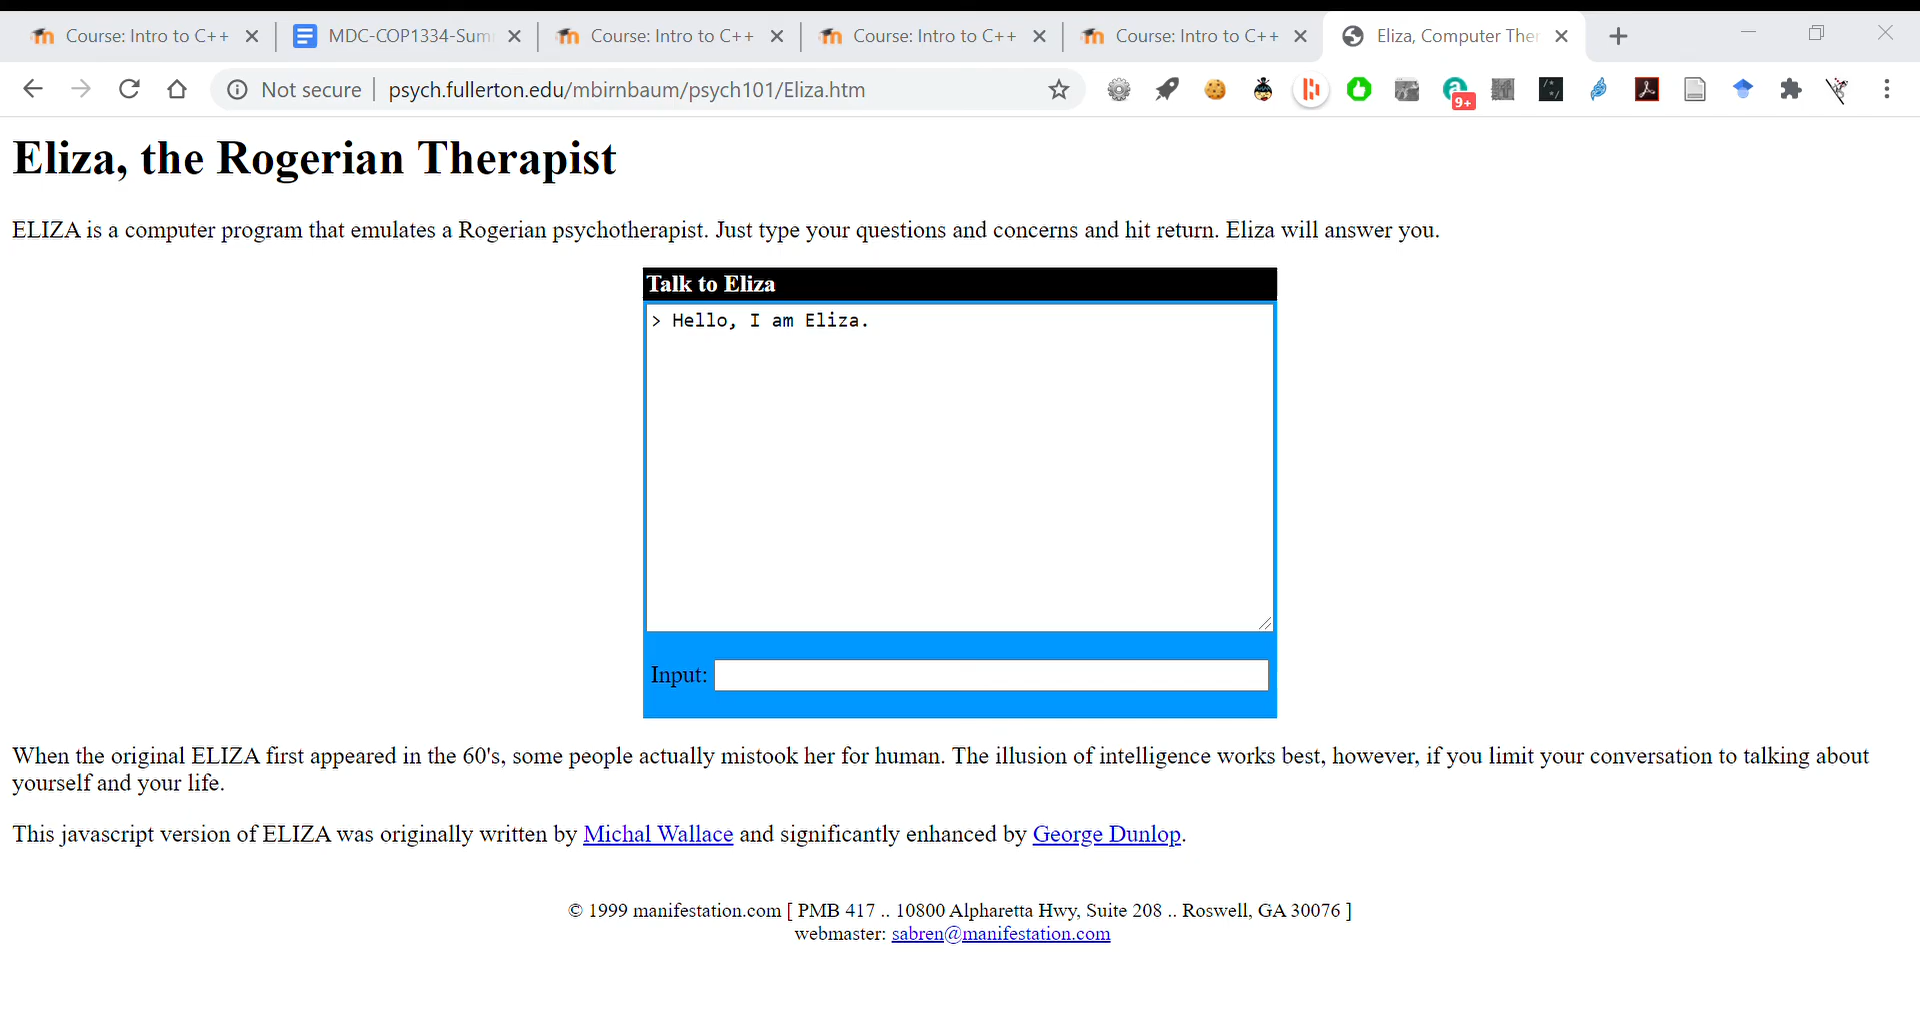 Course: Intro to C++
MDC-COP1334-Sum
Course: Intro to C++
Course: Intro to C++
Course: Intro to C++
Eliza, Computer Ther
Not secure
psych.fullerton.edu/mbirnbaum/psych101/Eliza.htm
9+
Eliza, the Rogerian Therapist
ELIZA is a computer program that emulates a Rogerian psychotherapist. Just type your questions and concerns and hit return. Eliza will answer you.
Talk to Eliza
> Hello, I am Eliza.
Input:
When the original ELIZA first appeared in the 60's, some people actually mistook her for human. The illusion of intelligence works best, however, if you limit your conversation to talking about
yourself and your life.
This javascript version of ELIZA was originally written by Michal Wallace and significantly enhanced by George Dunlop.
© 1999 manifestation.com [ PMB 417 .. 10800 Alpharetta Hwy, Suite 208 .. Roswell, GA 30076 ]
webmaster: sabren@manifestation.com